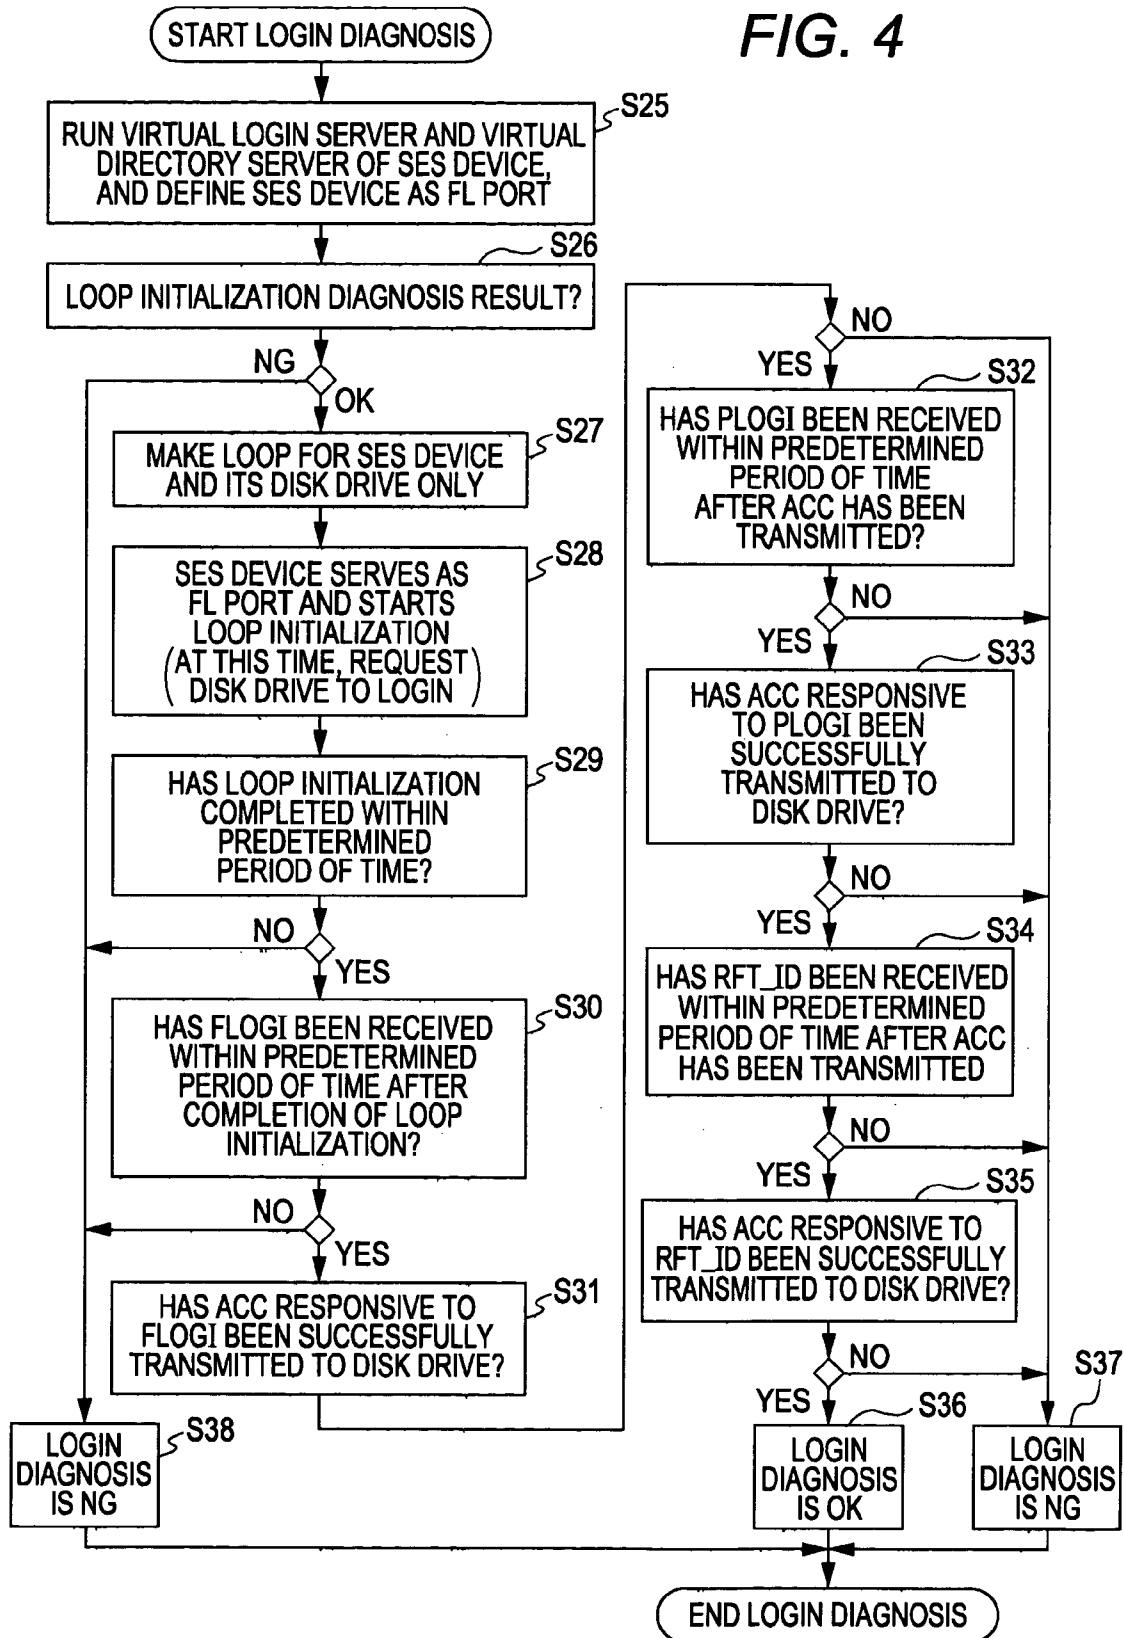 FIG. 4
START LOGIN DIAGNOSIS
S25
RUN VIRTUAL LOGIN SERVER AND VIRTUAL
DIRECTORY SERVER OF SES DEVICE,
AND DEFINE SES DEVICE AS FL PORT
S26
LOOP INITIALIZATION DIAGNOSIS RESULT?
NG
OK
S27
MAKE LOOP FOR SES DEVICE
AND ITS DISK DRIVE ONLY
S28
SES DEVICE SERVES AS
FL PORT AND STARTS
LOOP INITIALIZATION
(AT THIS TIME, REQUEST
DISK DRIVE TO LOGIN)
S29
HAS LOOP INITIALIZATION
COMPLETED WITHIN
PREDETERMINED
PERIOD OF TIME?
NO
YES
S30
HAS FLOGI BEEN RECEIVED
WITHIN PREDETERMINED
PERIOD OF TIME AFTER
COMPLETION OF LOOP
INITIALIZATION?
NO
YES
S31
HAS ACC RESPONSIVE TO
FLOGI BEEN SUCCESSFULLY
TRANSMITTED TO DISK DRIVE?
S38
LOGIN
DIAGNOSIS
IS NG
NO
YES
S32
HAS PLOGI BEEN RECEIVED
WITHIN PREDETERMINED
PERIOD OF TIME
AFTER ACC HAS BEEN
TRANSMITTED?
NO
YES
S33
HAS ACC RESPONSIVE
TO PLOGI BEEN
SUCCESSFULLY
TRANSMITTED TO
DISK DRIVE?
NO
YES
S34
HAS RFT_ID BEEN RECEIVED
WITHIN PREDETERMINED
PERIOD OF TIME AFTER ACC
HAS BEEN TRANSMITTED
NO
YES
S35
HAS ACC RESPONSIVE TO
RFT_ID BEEN SUCCESSFULLY
TRANSMITTED TO DISK DRIVE?
NO
YES
S36
LOGIN
DIAGNOSIS
IS OK
S37
LOGIN
DIAGNOSIS
IS NG
END LOGIN DIAGNOSIS